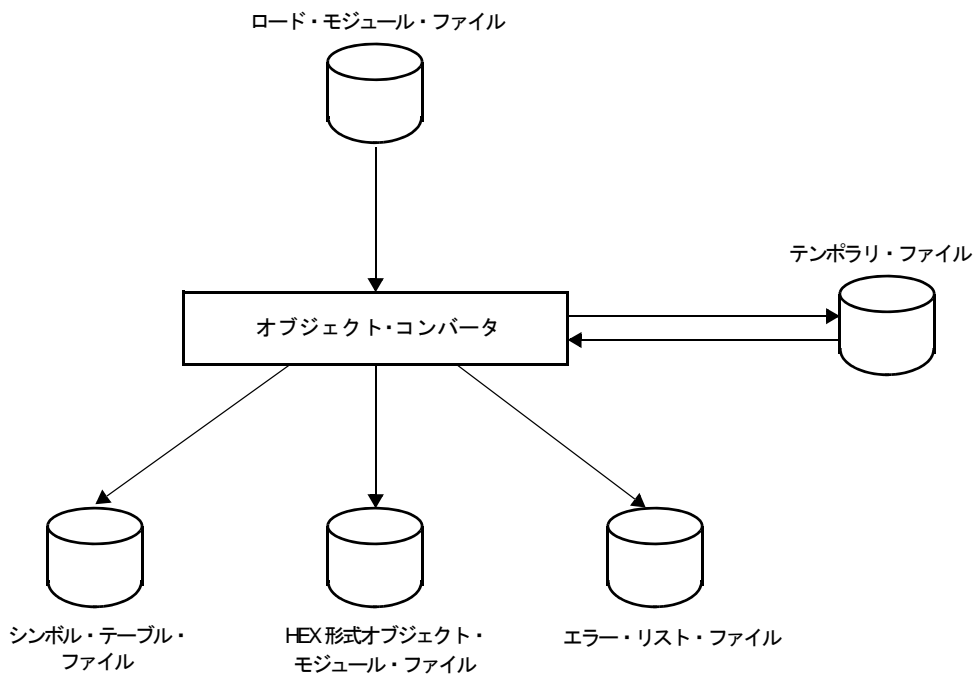 ロード・モジュール・ファイル
テンポラリ・ファイル
オブジェクト・コンバータ
シンボル・テーブル・
ファイル
HEX 形式オブジェクト・
モジュール・ファイル
エラー・リスト・ファイル